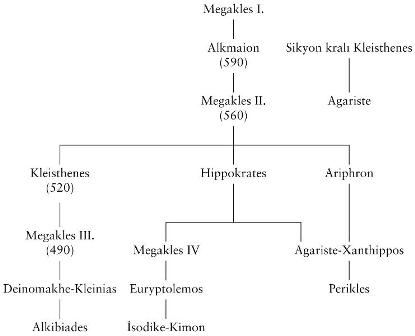 Megakles I.
Alkmaion
(590)
Sikyon kralı Kleisthenes
Megakles II.
(560)
Agariste
Kleisthenes
(520)
Hippokrates
Ariphron
Megakles III.
(490)
Megakles IV
Agariste-Xanthippos
Deinomakhe-Kleinias
Euryptolemos
Perikles
Alkibiades
İsodike-Kimon